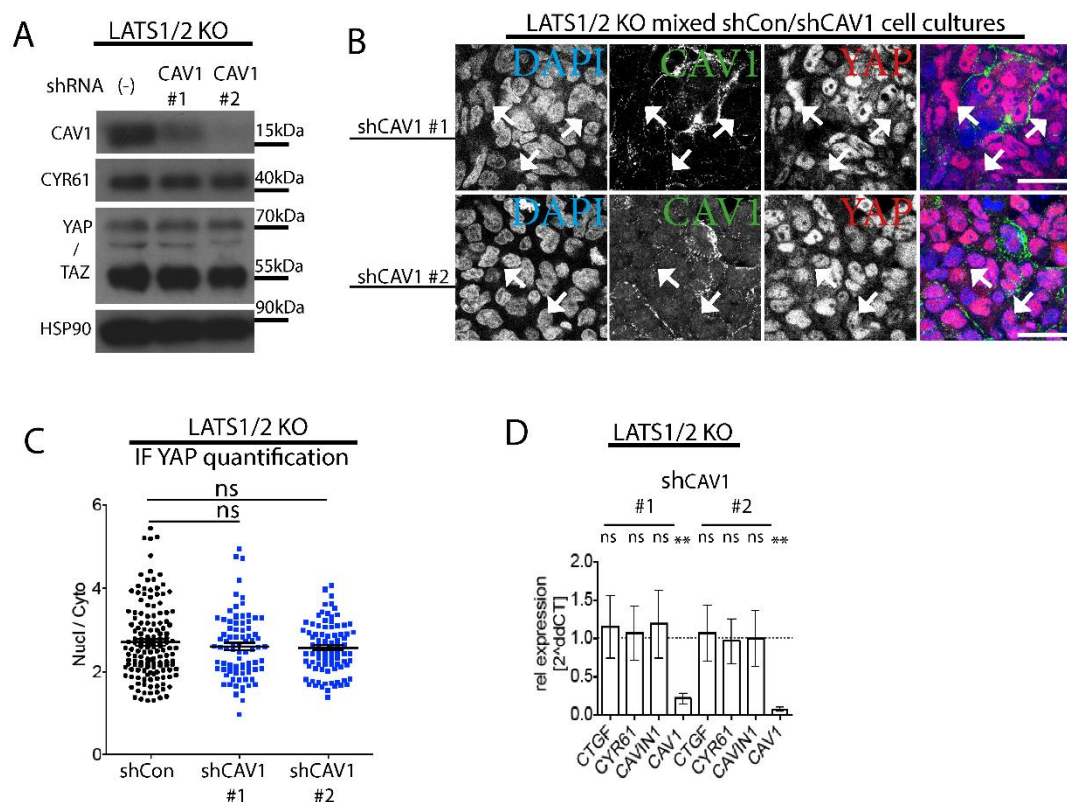 A
LATS1/2 KO
shRNA (-) CAV1 #1 CAV1 #2
CAV1
15kDa
CYR61
40kDa
YAP / TAZ
70kDa
55kDa
90kDa
HSP90
B
LATS1/2 KO mixed shCon/shCAV1 cell cultures
DAPI CAV1 YAP
shCAV1 #1
DAPI CAV1 YAP
shCAV1 #2
C
LATS1/2 KO
IF YAP quantification
ns
ns
Nucl / Cyto
6
4
2
0
shCon shCAV1 #1 shCAV1 #2
D
LATS1/2 KO
shCAV1
#1 #2
ns ns ns ** ns ns ns **
rel expression
[2^ddCT]
2.0
1.5
1.0
0.5
0.0
CTGF CYR61 CAVIN1 CAV1 CTGF CYR61 CAVIN1 CAV1